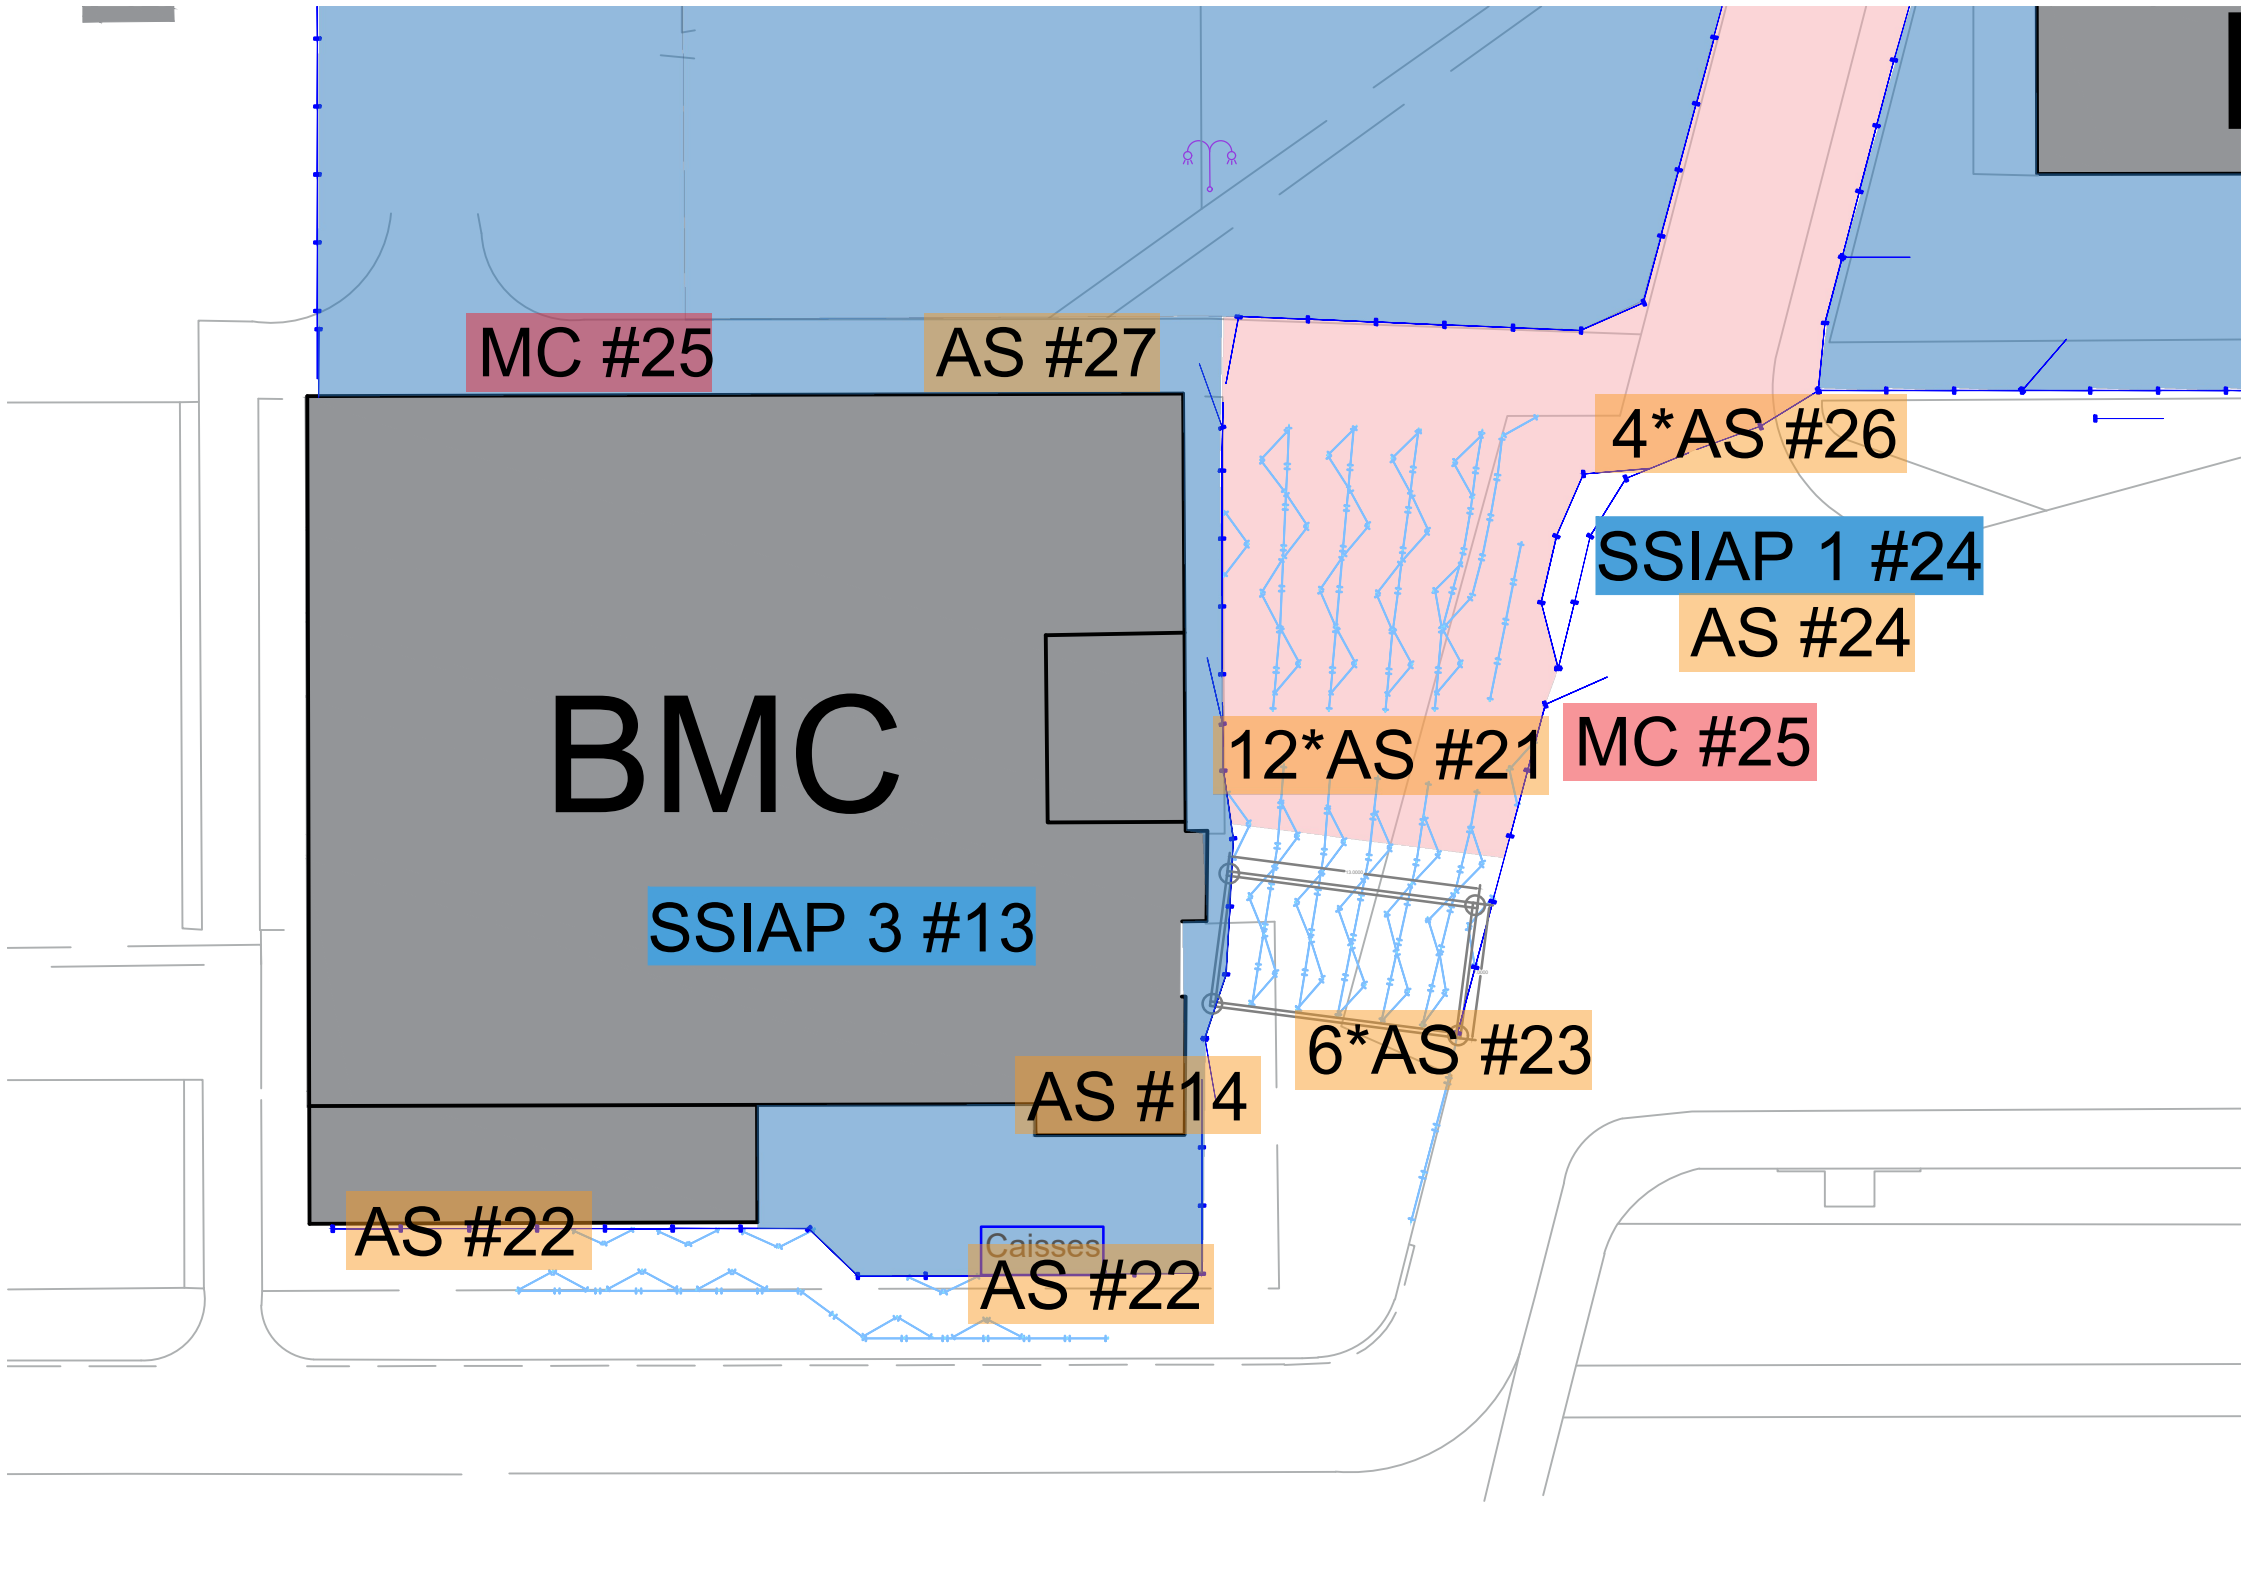 MC #25
AS #27
4*AS #26
SSIAP 1 #24
AS #24
BMC
12*AS #21
MC #25
SSIAP 3 #13
6*AS #23
AS #14
AS #22
Caisses
AS #22